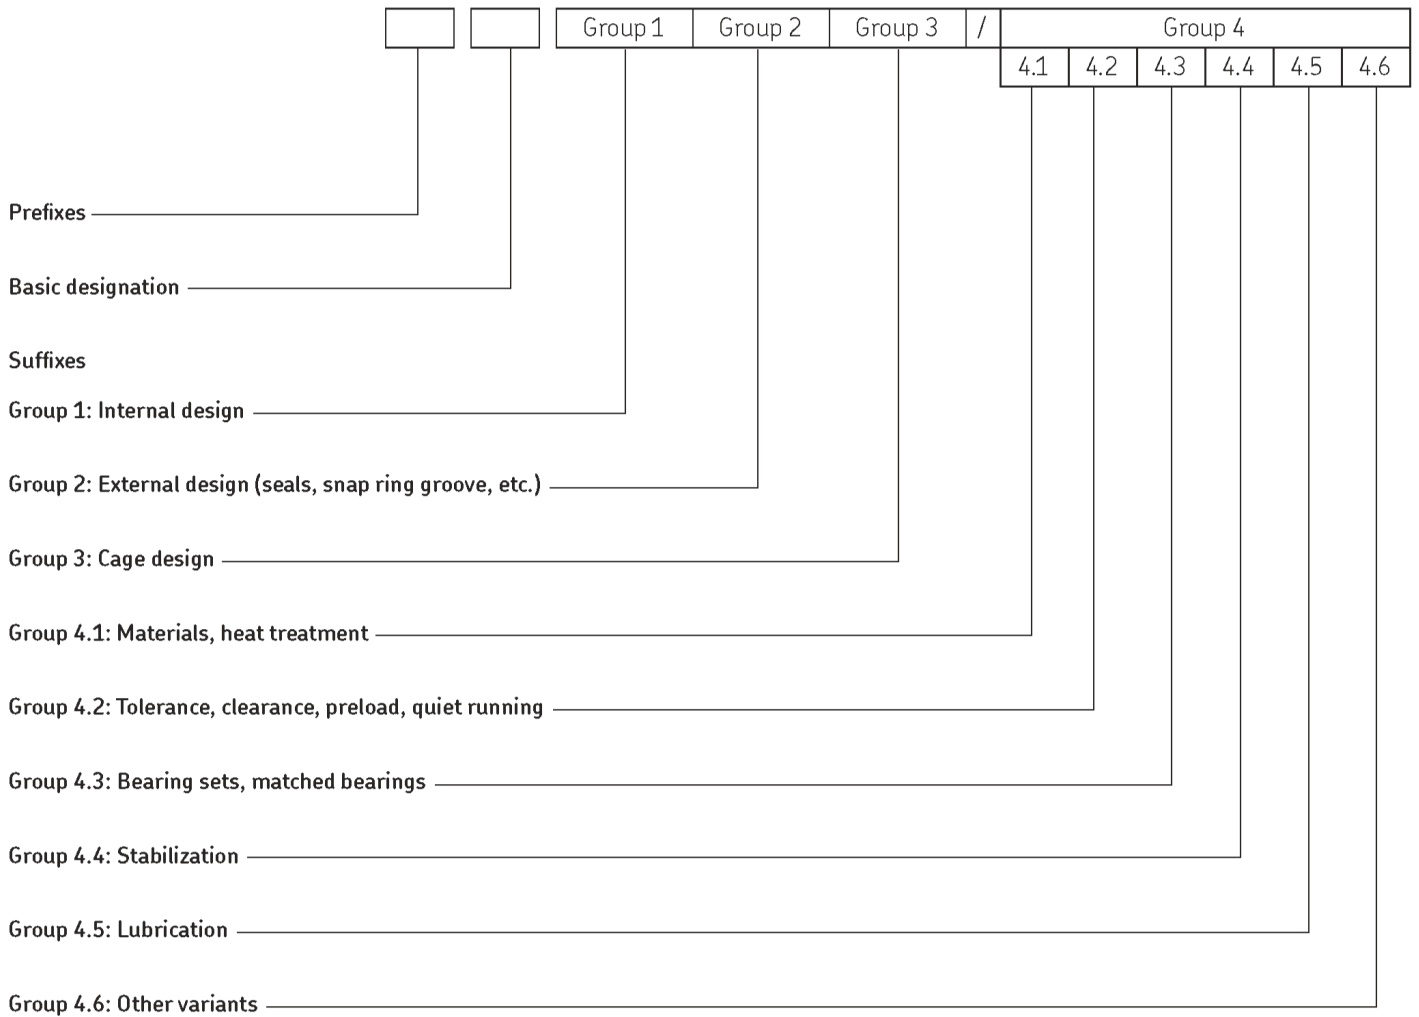 Group 1 Group 2 Group 3 / Group 4
4.1 4.2 4.3 4.4 4.5 4.6
Prefixes
Basic designation
Suffixes
Group 1: Internal design
Group 2: External design (seals, snap ring groove, etc.)
Group 3: Cage design
Group 4.1: Materials, heat treatment
Group 4.2: Tolerance, clearance, preload, quiet running
Group 4.3: Bearing sets, matched bearings
Group 4.4: Stabilization
Group 4.5: Lubrication
Group 4.6: Other variants